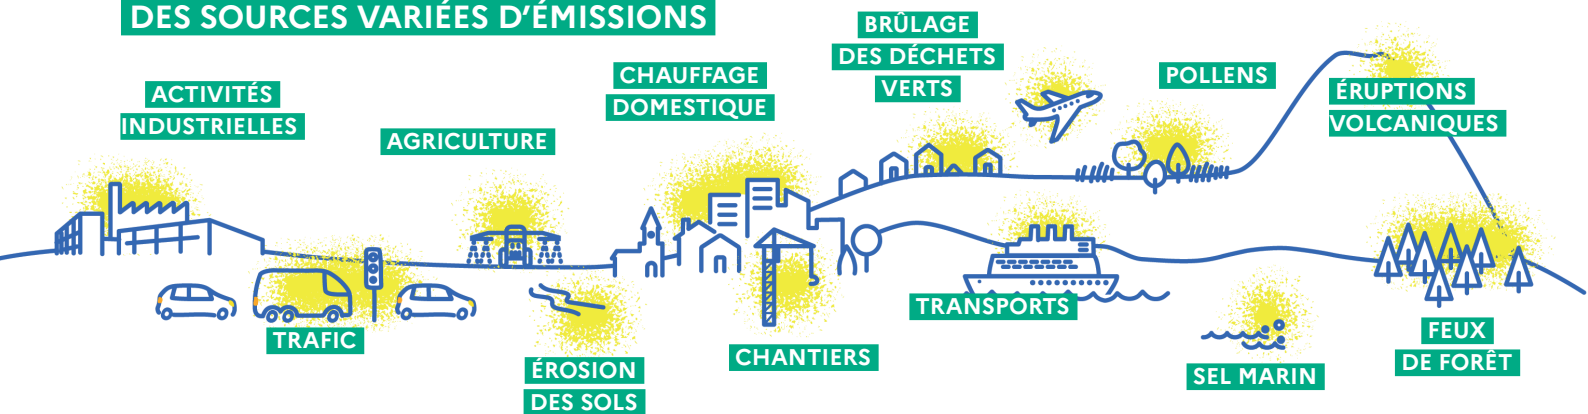 DES SOURCES VARIÉES D'ÉMISSIONS
ACTIVITÉS
INDUSTRIELLES
AGRICULTURE
CHAUFFAGE
DOMESTIQUE
BRÛLAGE
DES DÉCHETS
VERTS
POLLENS
ÉRUPTIONS
VOLCANIQUES
TRAFIC
ÉROSION
DES SOLS
CHANTIERS
TRANSPORTS
SEL MARIN
FEUX
DE FORÊT